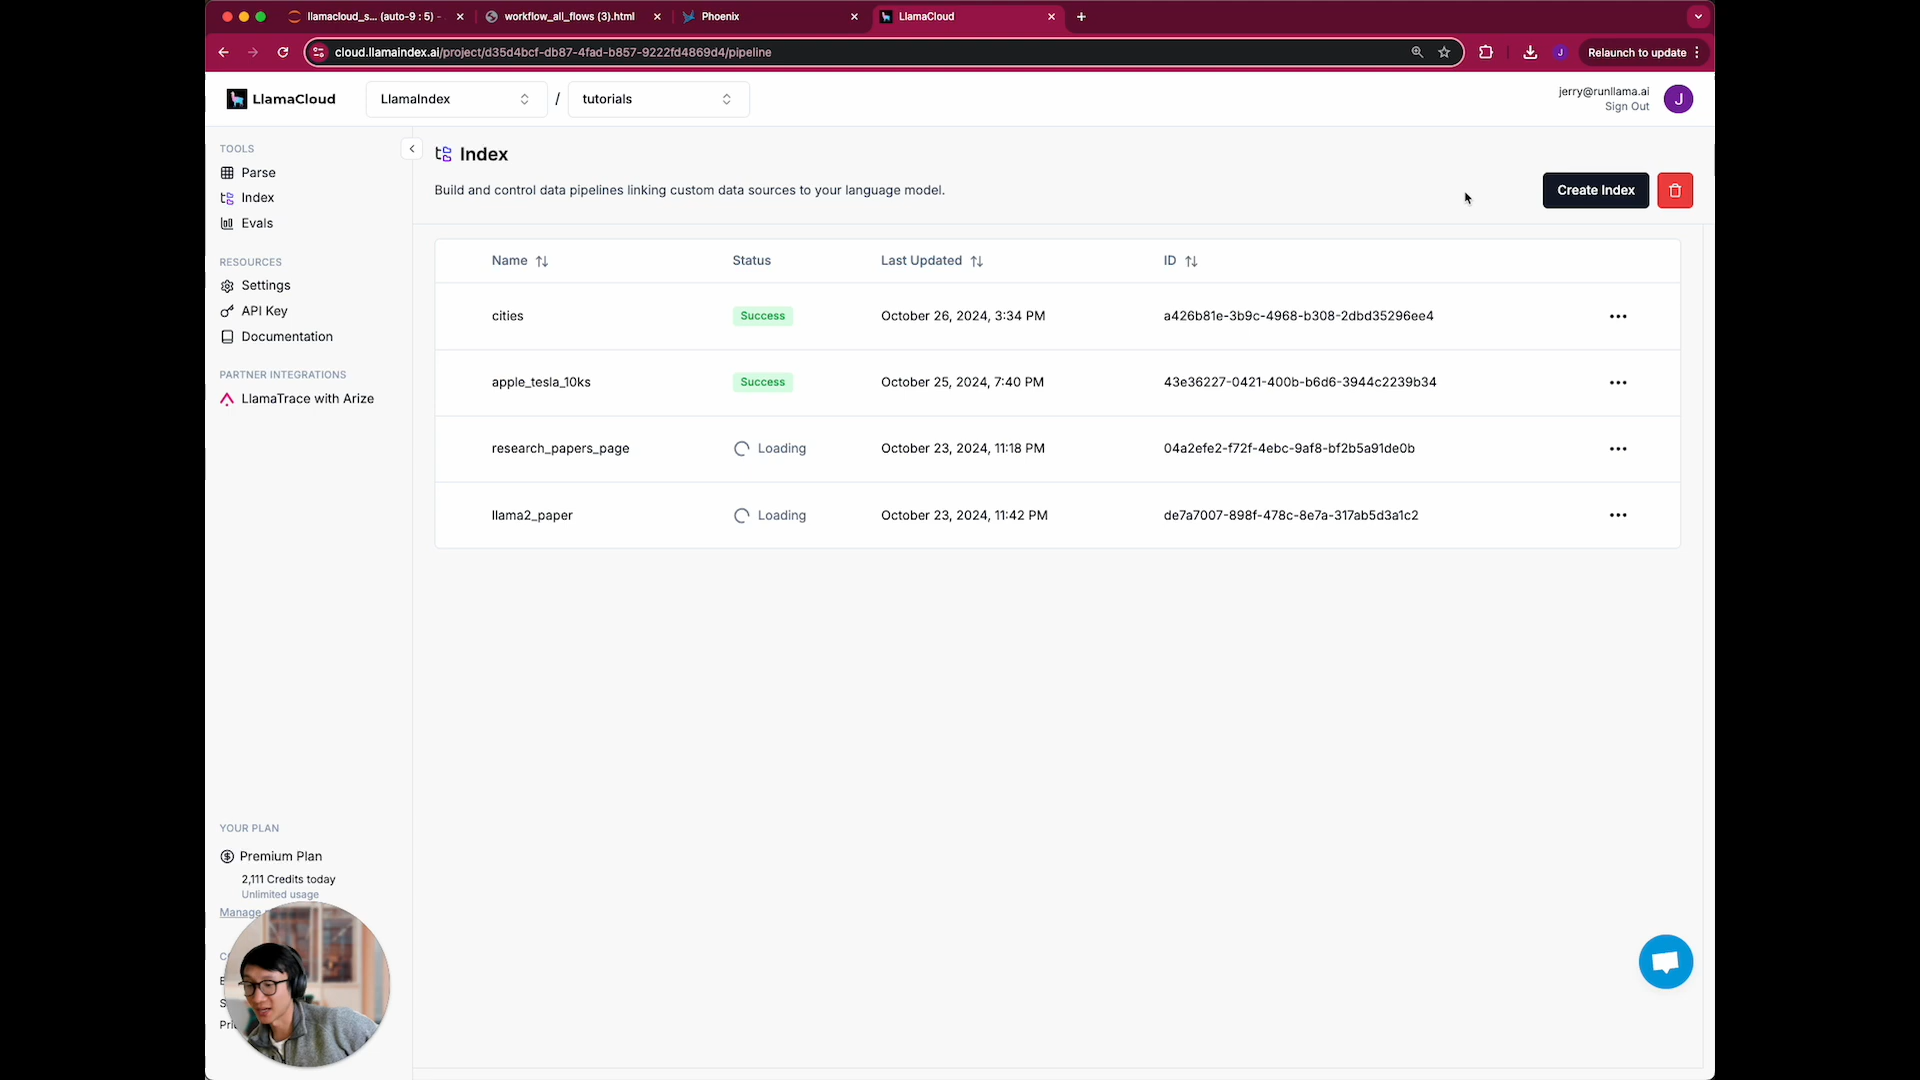 llamacloud_s... (auto-9 : 5) -
workflow_all_flows (3).html
Phoenix
LlamaCloud
cloud.llamaindex.ai/project/d35d4bcf-db87-4fad-b857-9222fd4869d4/pipeline
J
Relaunch to update
LlamaCloud
LlamaIndex
/
tutorials
jerry@runllama.ai
Sign Out
J
TOOLS
Parse
Index
Evals
RESOURCES
Settings
API Key
Documentation
PARTNER INTEGRATIONS
LlamaTrace with Arize
Index
Build and control data pipelines linking custom data sources to your language model.
Create Index
Name Status Last Updated ID
cities Success October 26, 2024, 3:34 PM a426b81e-3b9c-4968-b308-2dbd35296ee4
apple_tesla_10ks Success October 25, 2024, 7:40 PM 43e36227-0421-400b-b6d6-3944c2239b34
research_papers_page Loading October 23, 2024, 11:18 PM 04a2efe2-f72f-4ebc-9af8-bf2b5a91de0b
llama2_paper Loading October 23, 2024, 11:42 PM de7a7007-898f-478c-8e7a-317ab5d3a1c2
YOUR PLAN
Premium Plan
2,111 Credits today
Unlimited usage
Manage